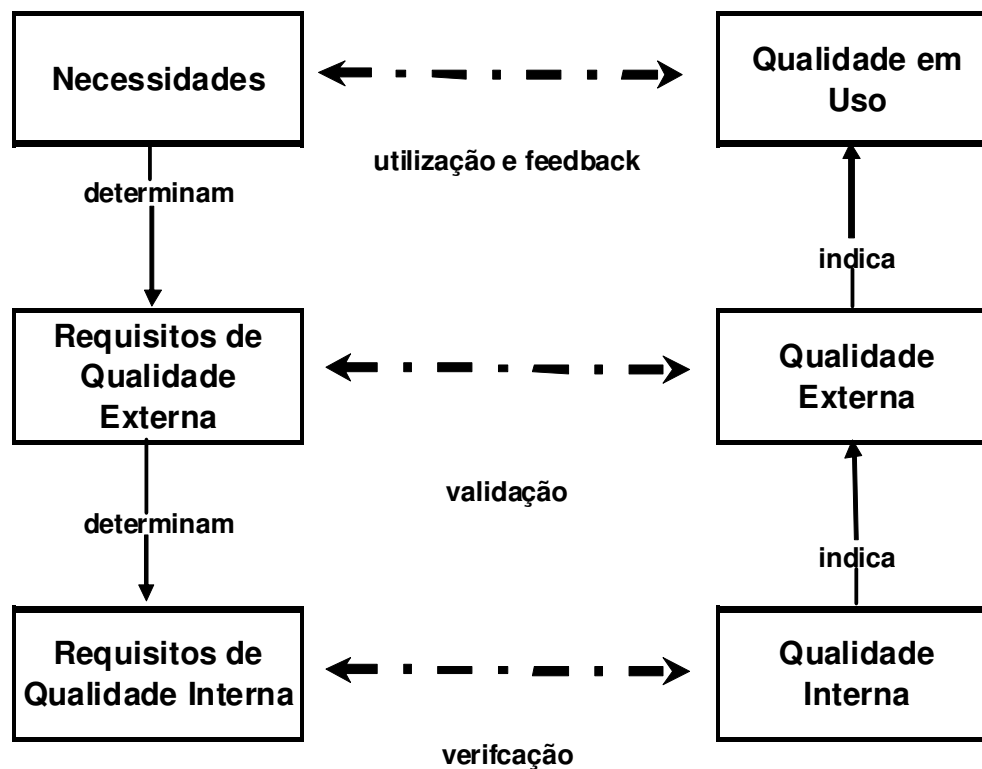 Necessidades
Qualidade em
Uso
utilização e feedback
determinam
indica
Requisitos de
Qualidade
Externa
Qualidade
Externa
validação
determinam
indica
Requisitos de
Qualidade Interna
Qualidade
Interna
verifcação